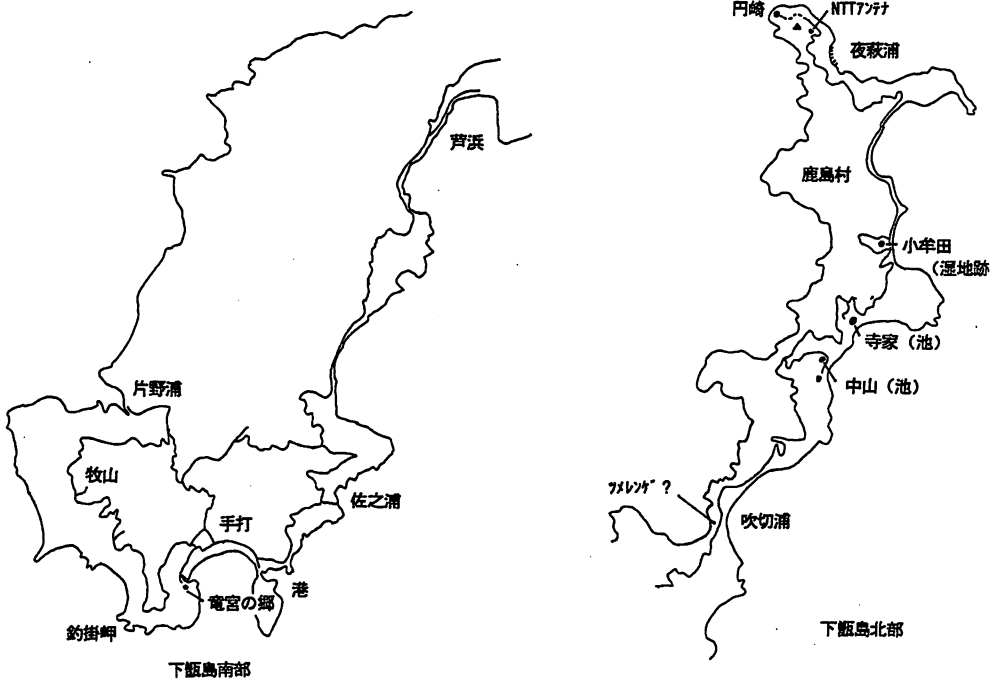 芦浜
片野浦
牧山
佐之浦
手打
港
竜宮の郷
釣掛岬
下甑島南部
円崎
NTTアンテナ
夜萩浦
鹿島村
小牟田
（湿地跡
寺家（池）
中山（池）
ツメレンゲ？
吹切浦
下甑島北部